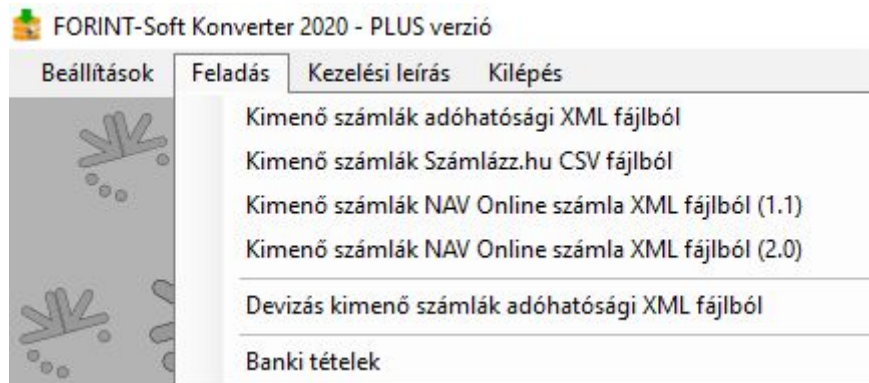 FORINT-Soft Konverter 2020 - PLUS verzió
Beállítások Feladás Kezelési leírás Kilépés
Kimenő számlák adóhatósági XML fájlból
Kimenő számlák Számlázz.hu CSV fájlból
Kimenő számlák NAV Online számla XML fájlból (1.1)
Kimenő számlák NAV Online számla XML fájlból (2.0)
Devizás kimenő számlák adóhatósági XML fájlból
Banki tételek